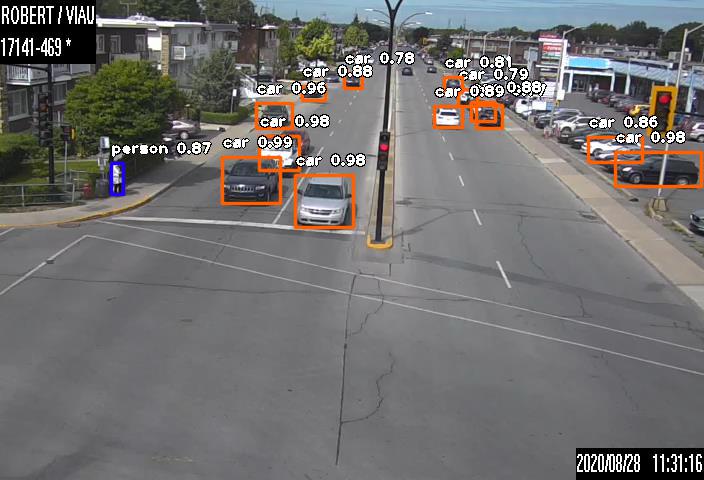 ROBERT / VIAU
17141-469 *
car 0.78
car 0.88
car 0.81
car 0.79
car 0.96
car 0.89
0.88
car 0.98
car 0.86
car 0.98
person 0.87
car 0.99
car 0.98
2020/08/28 11:31:16